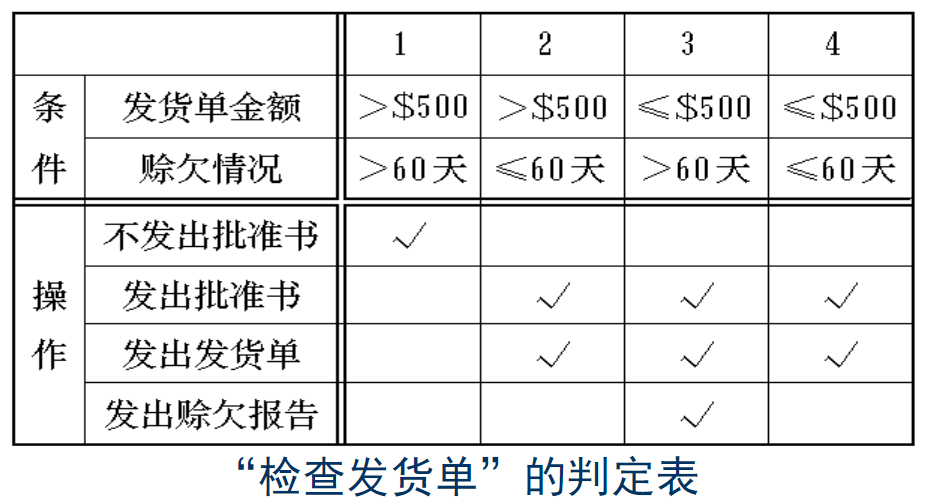 1 2 3 4
条件 发货单金额 >$500 >$500 ≤$500 ≤$500
赊欠情况 >60天 ≤60天 >60天 ≤60天
操作 不发出批准书 ✓
发出批准书 ✓ ✓ ✓
发出发货单 ✓ ✓ ✓
发出赊欠报告 ✓
“检查发货单”的判定表